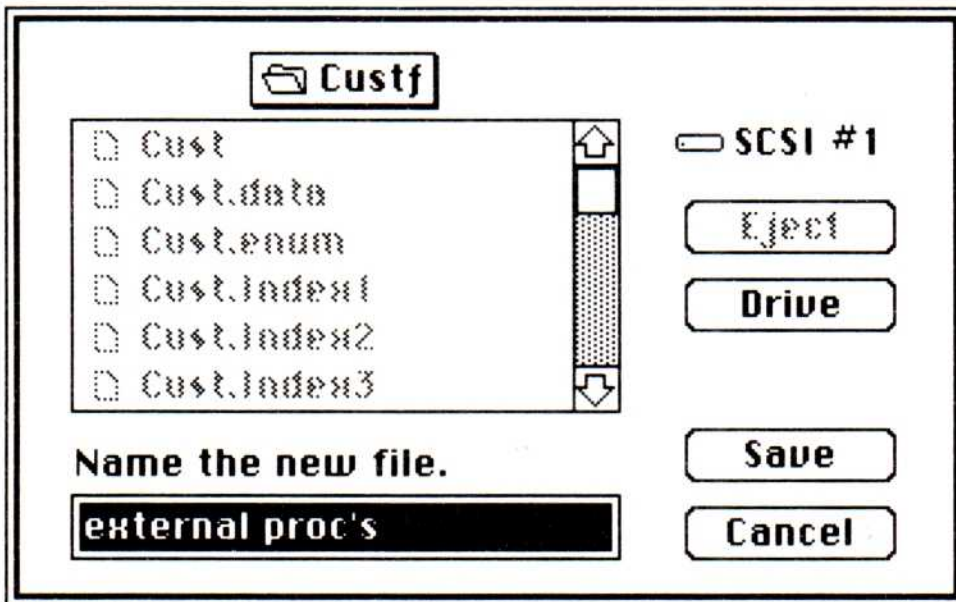 Custƒ
Cust
Cust.data
Cust.enum
Cust.index1
Cust.index2
Cust.index3
SCSI #1
Eject
Drive
Name the new file.
external proc's
Save
Cancel